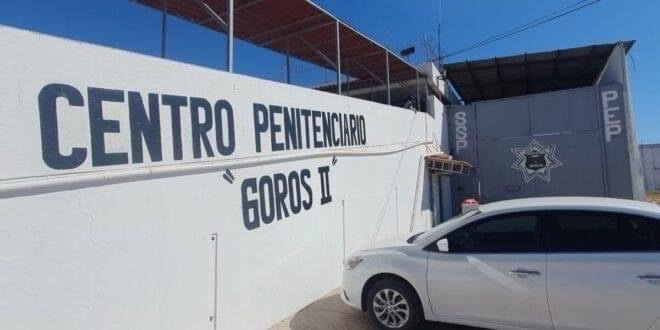 CENTRO PENITENCIARIO
"GOROS II"
SSP
PEP